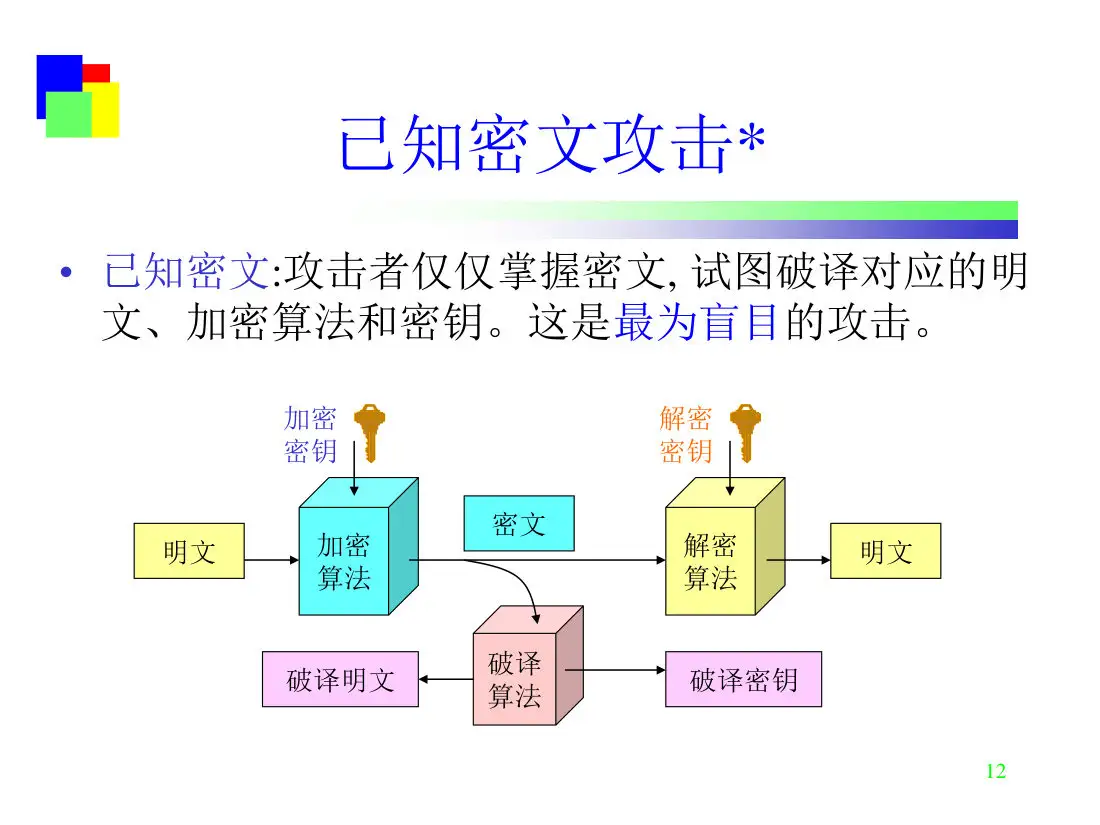 已知密文攻击*
• 已知密文:攻击者仅仅掌握密文, 试图破译对应的明
文、加密算法和密钥。这是最为盲目的攻击。
加密
密钥
解密
密钥
明文
加密
算法
密文
解密
算法
明文
破译明文
破译
算法
破译密钥
12